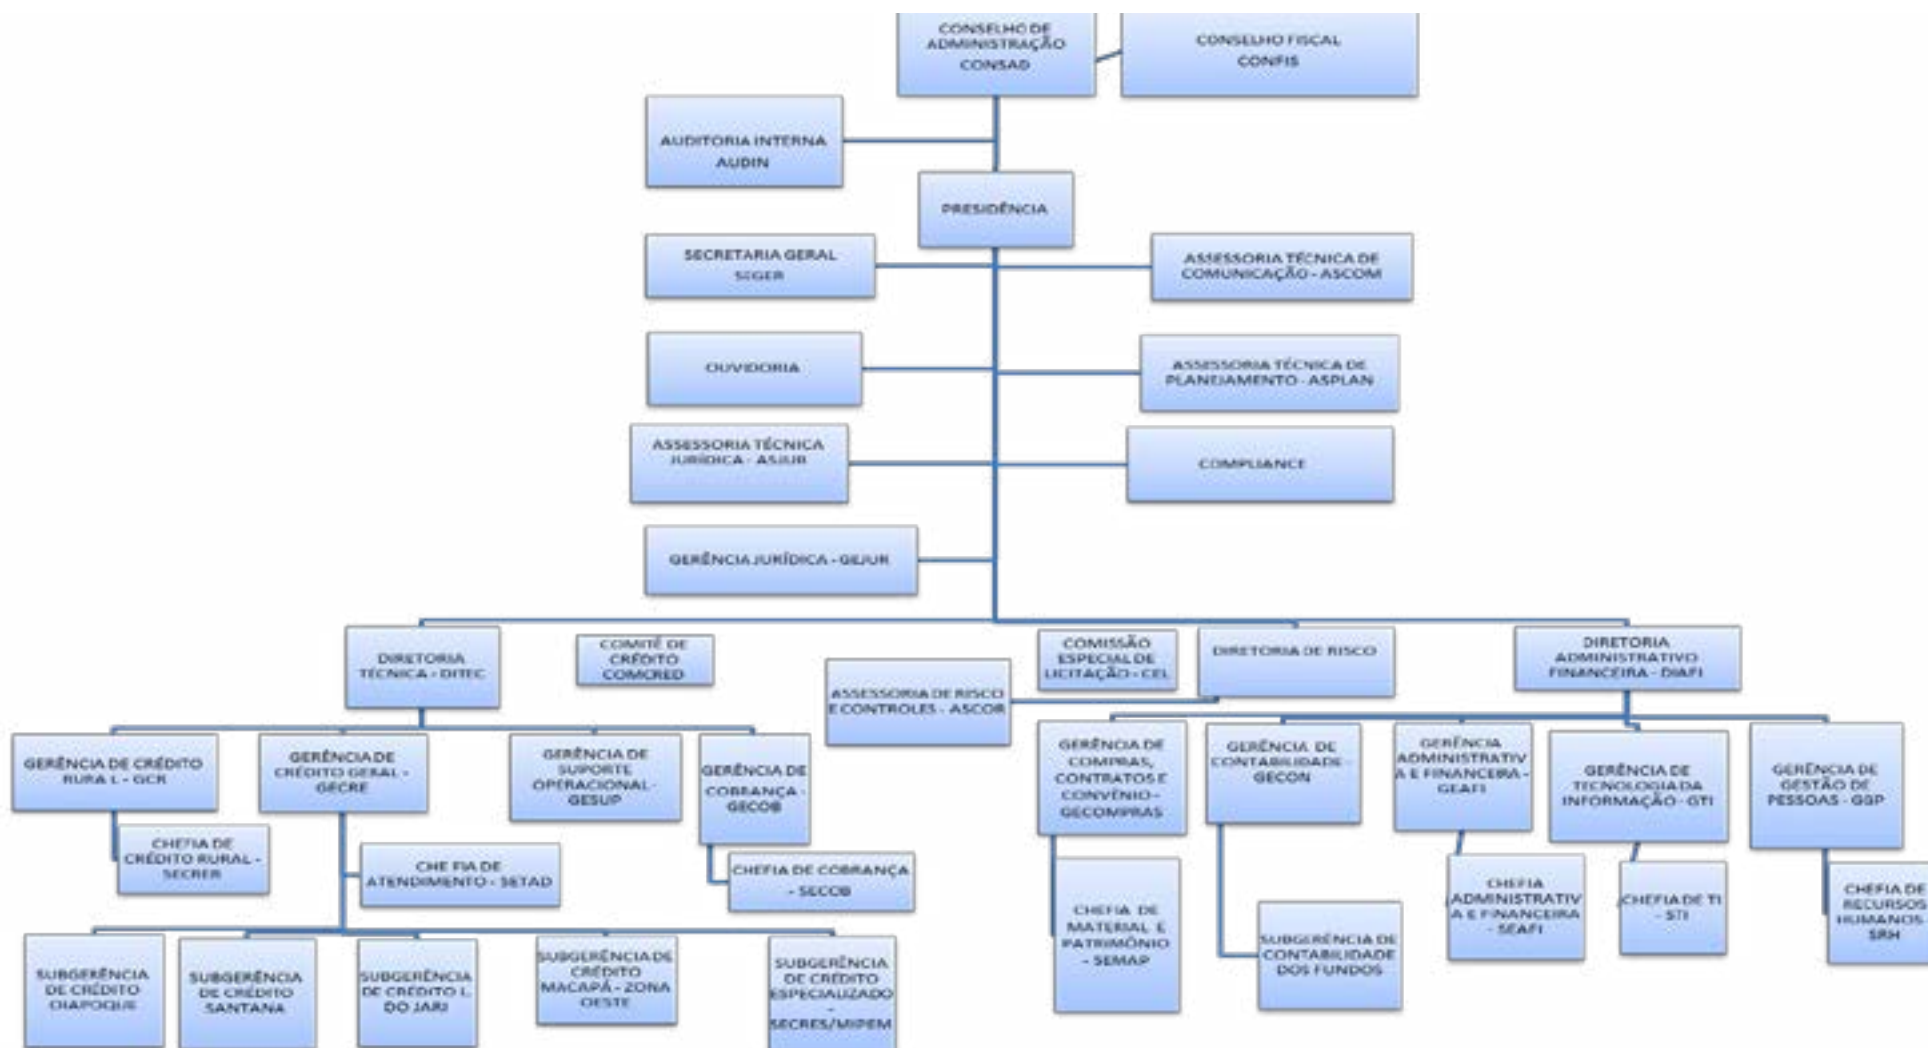 CONSELHO DE
ADMINISTRAÇÃO
CONSAD
CONSELHO FISCAL
CONFIS
AUDITORIA INTERNA
AUDIN
PRESIDÊNCIA
SECRETARIA GERAL
SEGER
ASSESSORIA TÉCNICA DE
COMUNICAÇÃO - ASCOM
OUVIDORIA
ASSESSORIA TÉCNICA DE
PLANEJAMENTO - ASPLAN
ASSESSORIA TÉCNICA
JURÍDICA - ASJUR
COMPLIANCE
GERÊNCIA JURÍDICA - GEJUR
DIRETORIA
TÉCNICA - DITEC
COMITÊ DE
CRÉDITO
COMCRED
COMISSÃO
ESPECIAL DE
LICITAÇÃO - CEL
DIRETORIA DE RISCO
DIRETORIA
ADMINISTRATIVO
FINANCEIRA - DIAFI
ASSESSORIA DE RISCO
E CONTROLES - ASCOR
GERÊNCIA DE CRÉDITO
RURA L - GCR
GERÊNCIA DE
CRÉDITO GERAL -
GECRE
GERÊNCIA DE
SUPORTE
OPERACIONAL-
GESUP
GERÊNCIA DE
COBRANÇA -
GECOB
GERÊNCIA DE
COMPRAS,
CONTRATOS E
CONVÊNIO -
GECOMPRAS
GERÊNCIA DE
CONTABILIDADE -
GECON
GERÊNCIA
ADMINISTRATIV
A E FINANCEIRA -
GEAFI
GERÊNCIA DE
TECNOLOGIA DA
INFORMAÇÃO - GTI
GERÊNCIA DE
GESTÃO DE
PESSOAS - GGP
CHEFIA DE
CRÉDITO RURAL -
SECRER
CHE FIA DE
ATENDIMENTO - SETAD
CHEFIA DE COBRANÇA
- SECOB
CHEFIA DE
MATERIAL E
PATRIMÔNIO
- SEMAP
SUBGERÊNCIA DE
CONTABILIDADE
DOS FUNDOS
CHEFIA
ADMINISTRATIV
A E FINANCEIRA
- SEAFI
CHEFIA DE TI
- STI
CHEFIA DE
RECURSOS
HUMANOS -
SRH
SUBGERÊNCIA
DE CRÉDITO
OIAPOQUE
SUBGERÊNCIA
DE CRÉDITO
SANTANA
SUBGERÊNCIA
DE CRÉDITO L.
DO JARI
SUBGERÊNCIA DE
CRÉDITO
MACAPÁ - ZONA
OESTE
SUBGERÊNCIA
DE CRÉDITO
ESPECIALIZADO
-
SECRES/MIPEM